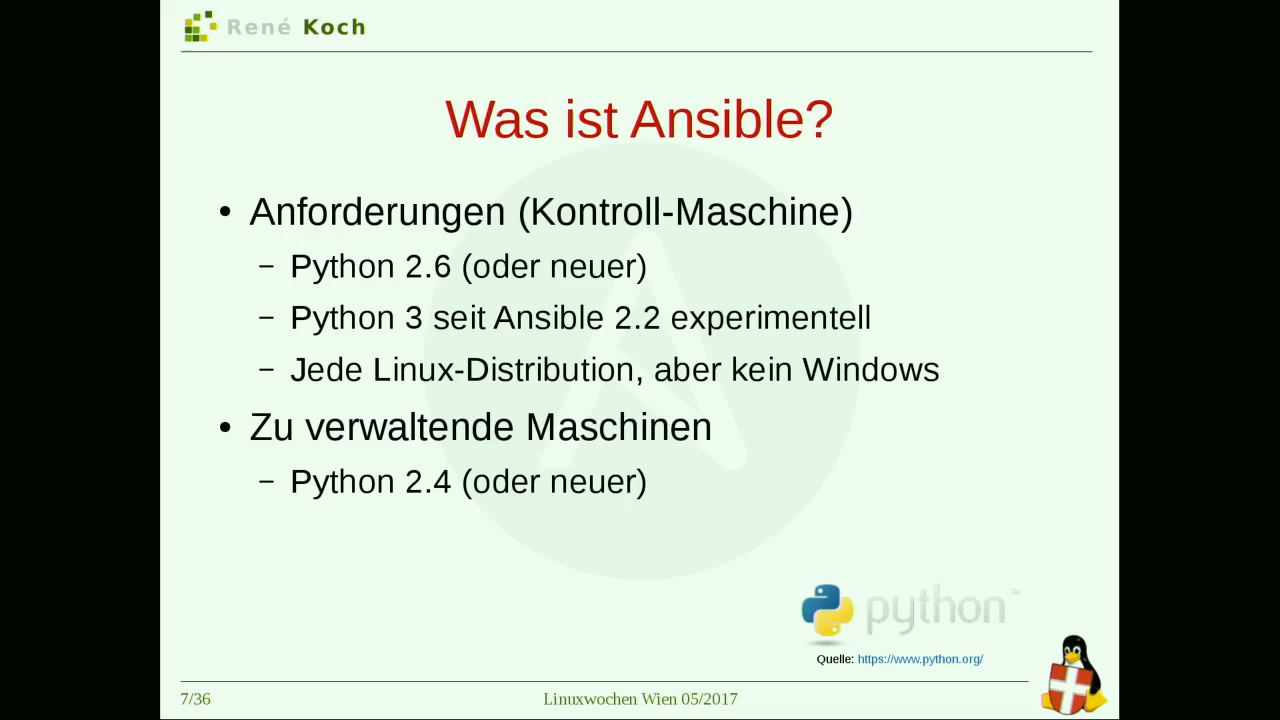 René Koch
Was ist Ansible?
• Anforderungen (Kontroll-Maschine)
– Python 2.6 (oder neuer)
– Python 3 seit Ansible 2.2 experimentell
– Jede Linux-Distribution, aber kein Windows
• Zu verwaltende Maschinen
– Python 2.4 (oder neuer)
python™
Quelle: https://www.python.org/
7/36
Linuxwochen Wien 05/2017